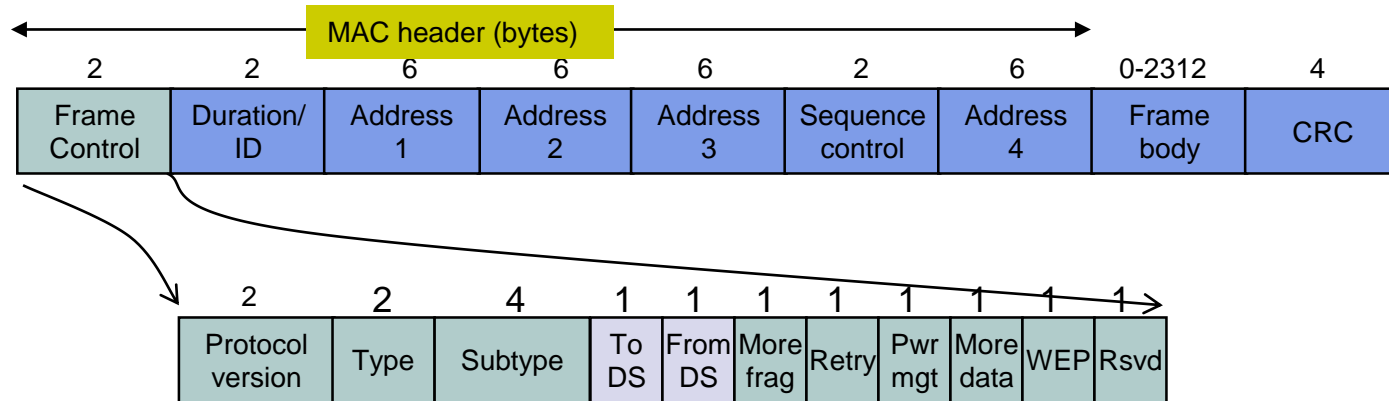 MAC header (bytes)
2 2 6 6 6 2 6 0-2312 4
Frame Duration/ Address Address Address Sequence Address Frame CRC
Control ID 1 2 3 control 4 body
2 2 4 1 1 1 1 1 1 1 1
Protocol Type Subtype To From More Retry Pwr More WEP Rsvd
version DS DS frag mgt data